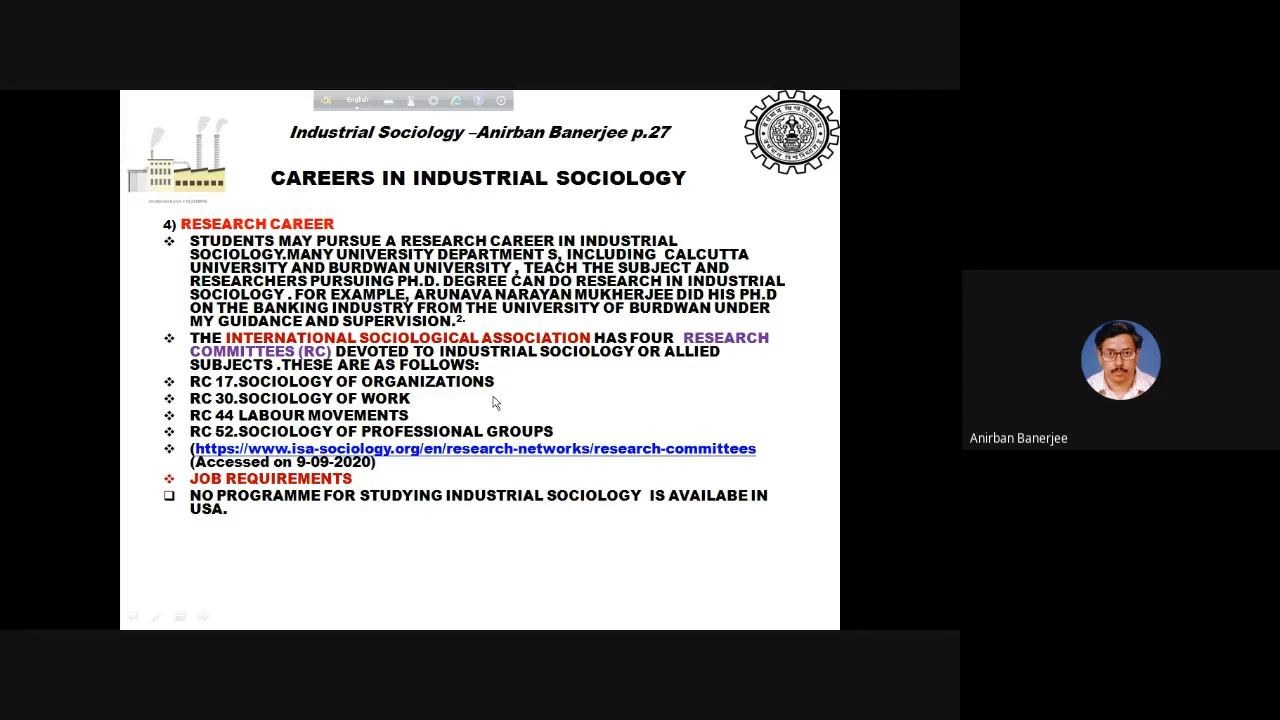 English
Industrial Sociology –Anirban Banerjee p.27
CAREERS IN INDUSTRIAL SOCIOLOGY
4) RESEARCH CAREER
❖ STUDENTS MAY PURSUE A RESEARCH CAREER IN INDUSTRIAL
SOCIOLOGY.MANY UNIVERSITY DEPARTMENT S, INCLUDING CALCUTTA
UNIVERSITY AND BURDWAN UNIVERSITY , TEACH THE SUBJECT AND
RESEARCHERS PURSUING PH.D. DEGREE CAN DO RESEARCH IN INDUSTRIAL
SOCIOLOGY . FOR EXAMPLE, ARUNAVA NARAYAN MUKHERJEE DID HIS PH.D
ON THE BANKING INDUSTRY FROM THE UNIVERSITY OF BURDWAN UNDER
MY GUIDANCE AND SUPERVISION.2.
❖ THE INTERNATIONAL SOCIOLOGICAL ASSOCIATION HAS FOUR RESEARCH
COMMITTEES (RC) DEVOTED TO INDUSTRIAL SOCIOLOGY OR ALLIED
SUBJECTS .THESE ARE AS FOLLOWS:
❖ RC 17.SOCIOLOGY OF ORGANIZATIONS
❖ RC 30.SOCIOLOGY OF WORK
❖ RC 44 LABOUR MOVEMENTS
❖ RC 52.SOCIOLOGY OF PROFESSIONAL GROUPS
❖ (https://www.isa-sociology.org/en/research-networks/research-committees
(Accessed on 9-09-2020)
❖ JOB REQUIREMENTS
❑ NO PROGRAMME FOR STUDYING INDUSTRIAL SOCIOLOGY IS AVAILABE IN
USA.
Anirban Banerjee